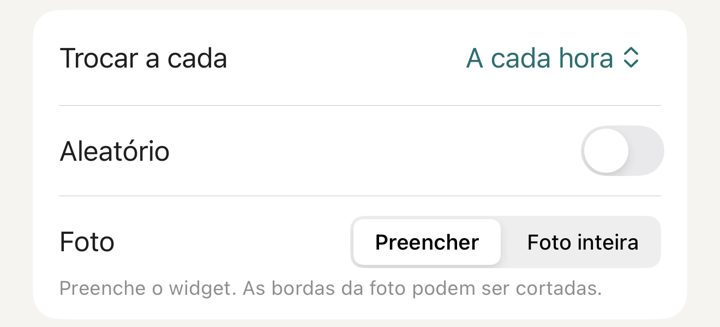 Trocar a cada
A cada hora
Aleatório
Foto
Preencher
Foto inteira
Preenche o widget. As bordas da foto podem ser cortadas.